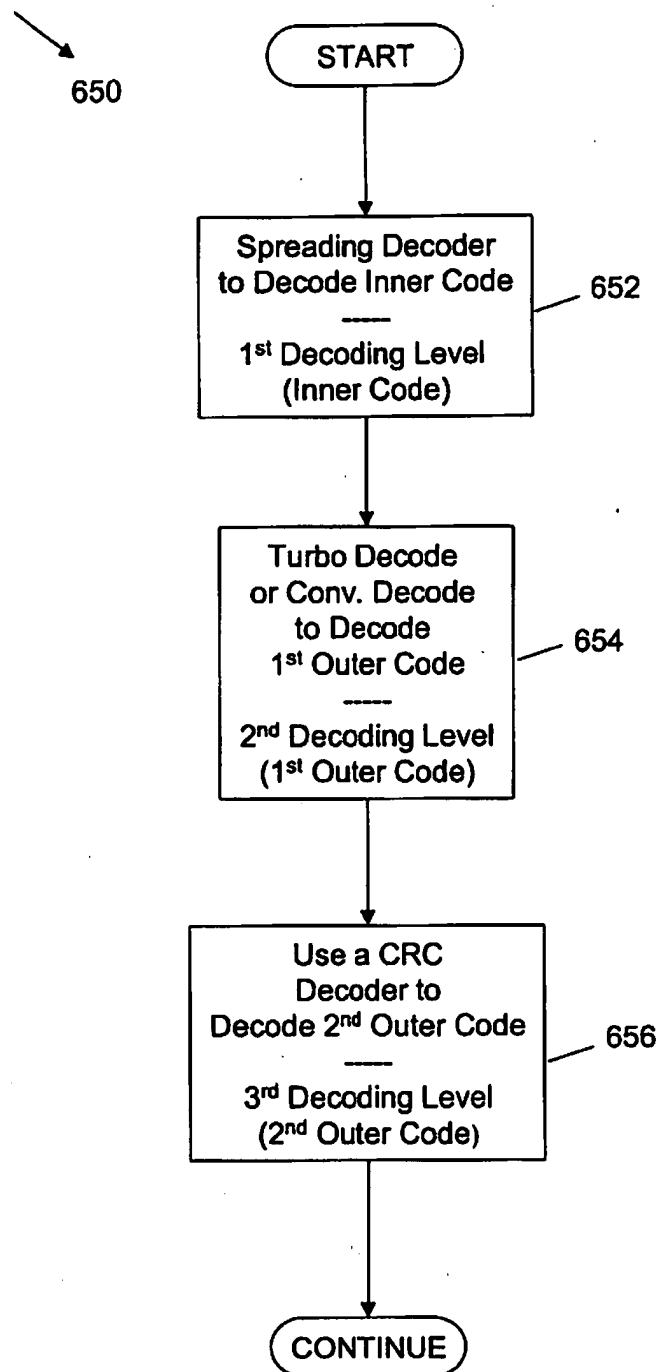 START
650
Spreading Decoder
to Decode Inner Code
-----
1st Decoding Level
(Inner Code)
652
Turbo Decode
or Conv. Decode
to Decode
1st Outer Code
-----
2nd Decoding Level
(1st Outer Code)
654
Use a CRC
Decoder to
Decode 2nd Outer Code
-----
3rd Decoding Level
(2nd Outer Code)
656
CONTINUE